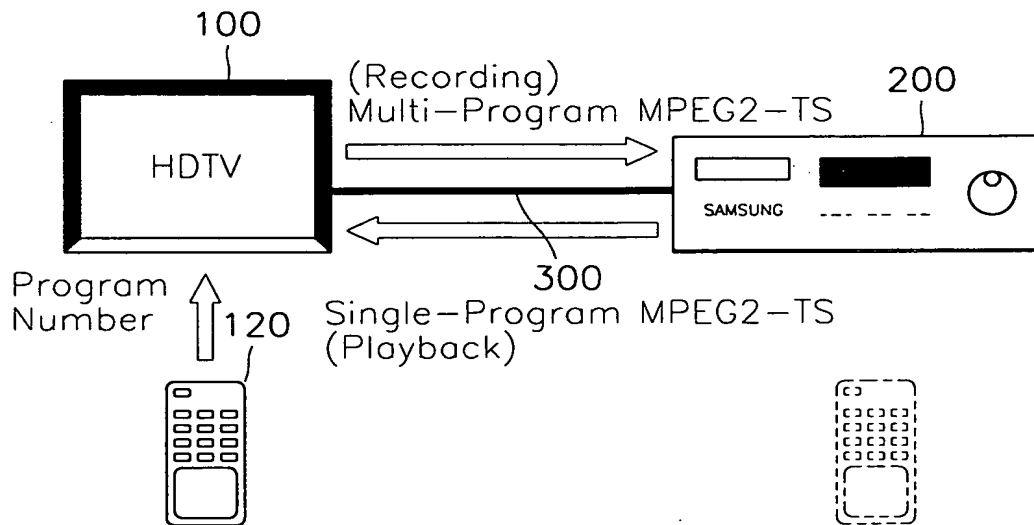 100
(Recording)
Multi-Program MPEG2-TS
200
HDTV
SAMSUNG
300
Program
Number
120
Single-Program MPEG2-TS
(Playback)